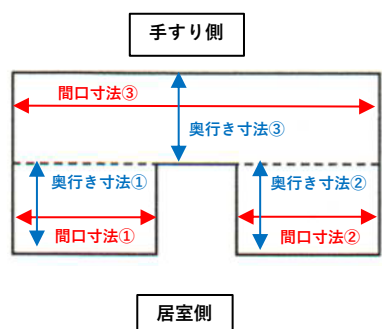 手すり側
間口寸法③
奥行き寸法③
奥行き寸法①
奥行き寸法②
間口寸法①
間口寸法②
居室側